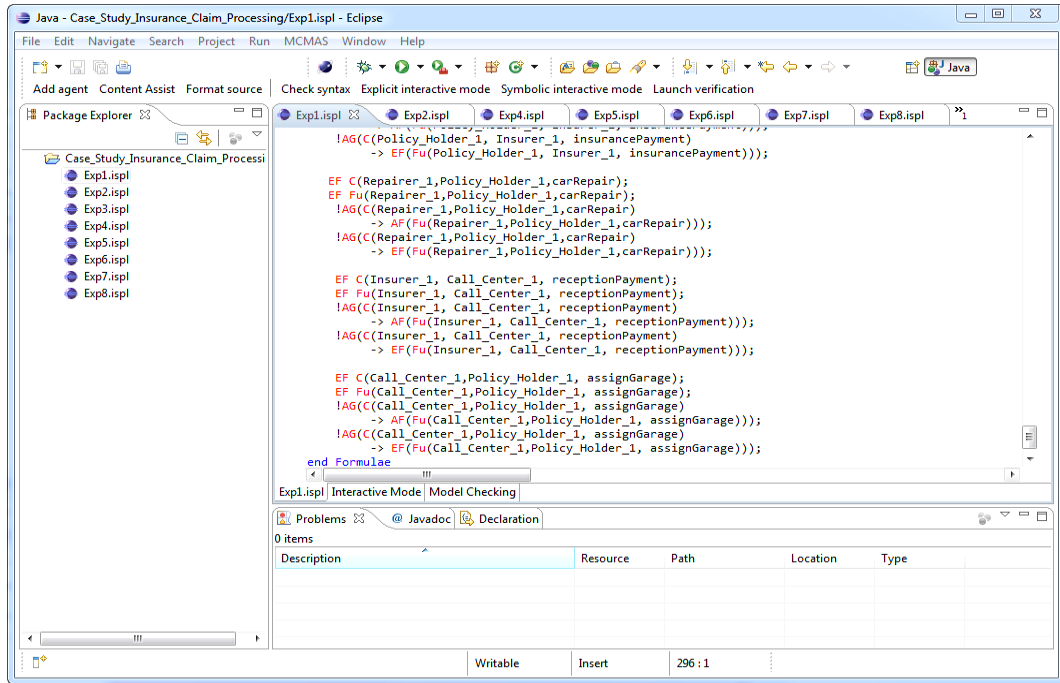 Java - Case_Study_Insurance_Claim_Processing/Exp1.ispl - Eclipse
File Edit Navigate Search Project Run MCMAS Window Help
Java
Add agent Content Assist Format source Check syntax Explicit interactive mode Symbolic interactive mode Launch verification
Package Explorer
Case_Study_Insurance_Claim_Processi
Exp1.ispl
Exp2.ispl
Exp3.ispl
Exp4.ispl
Exp5.ispl
Exp6.ispl
Exp7.ispl
Exp8.ispl
Exp1.ispl Exp2.ispl Exp4.ispl Exp5.ispl Exp6.ispl Exp7.ispl Exp8.ispl »1
-> AF(Fu(Policy_Holder_1, Insurer_1, insurancePayment)));
!AG(C(Policy_Holder_1, Insurer_1, insurancePayment)
-> EF(Fu(Policy_Holder_1, Insurer_1, insurancePayment)));
EF C(Repairer_1,Policy_Holder_1,carRepair);
EF Fu(Repairer_1,Policy_Holder_1,carRepair);
!AG(C(Repairer_1,Policy_Holder_1,carRepair)
-> AF(Fu(Repairer_1,Policy_Holder_1,carRepair)));
!AG(C(Repairer_1,Policy_Holder_1,carRepair)
-> EF(Fu(Repairer_1,Policy_Holder_1,carRepair)));
EF C(Insurer_1, Call_Center_1, receptionPayment);
EF Fu(Insurer_1, Call_Center_1, receptionPayment);
!AG(C(Insurer_1, Call_Center_1, receptionPayment)
-> AF(Fu(Insurer_1, Call_Center_1, receptionPayment)));
!AG(C(Insurer_1, Call_Center_1, receptionPayment)
-> EF(Fu(Insurer_1, Call_Center_1, receptionPayment)));
EF C(Call_Center_1,Policy_Holder_1, assignGarage);
EF Fu(Call_Center_1,Policy_Holder_1, assignGarage);
!AG(C(Call_Center_1,Policy_Holder_1, assignGarage)
-> AF(Fu(Call_Center_1,Policy_Holder_1, assignGarage)));
!AG(C(Call_Center_1,Policy_Holder_1, assignGarage)
-> EF(Fu(Call_Center_1,Policy_Holder_1, assignGarage)));
end Formulae
Exp1.ispl Interactive Mode Model Checking
Problems @ Javadoc Declaration
0 items
Description Resource Path Location Type
Writable Insert 296 : 1